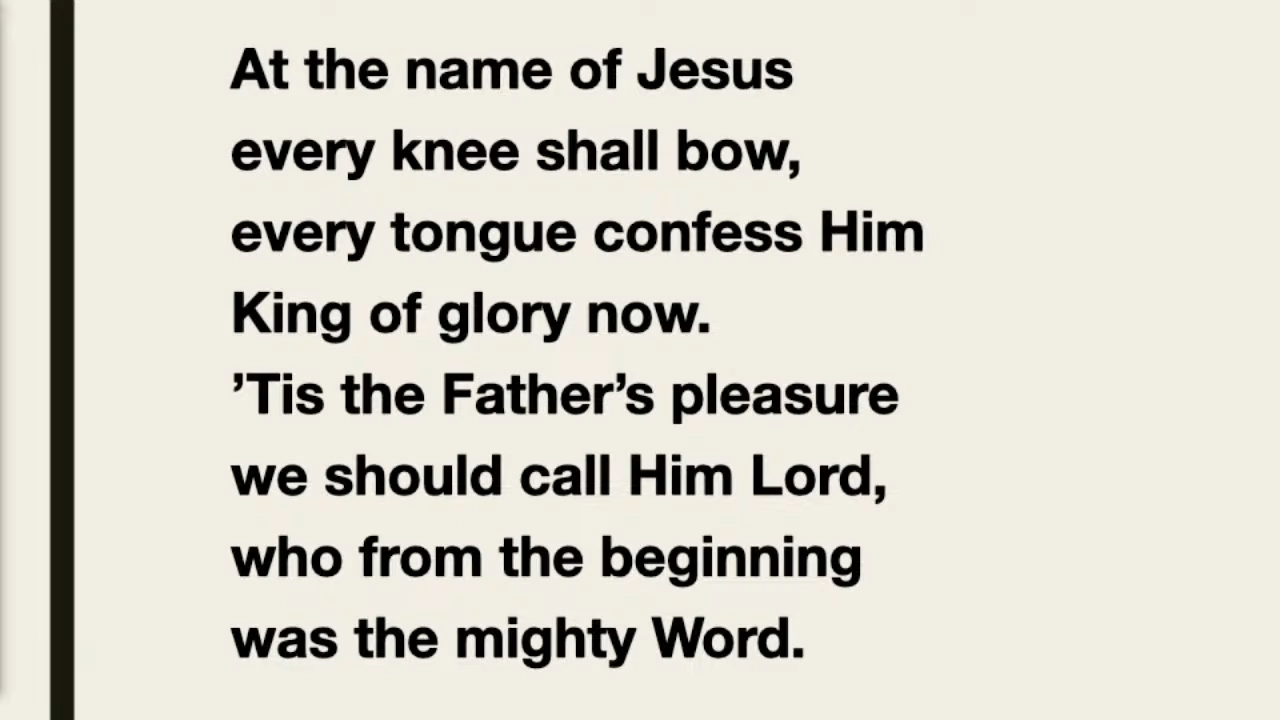 At the name of Jesus
every knee shall bow,
every tongue confess Him
King of glory now.
’Tis the Father’s pleasure
we should call Him Lord,
who from the beginning
was the mighty Word.